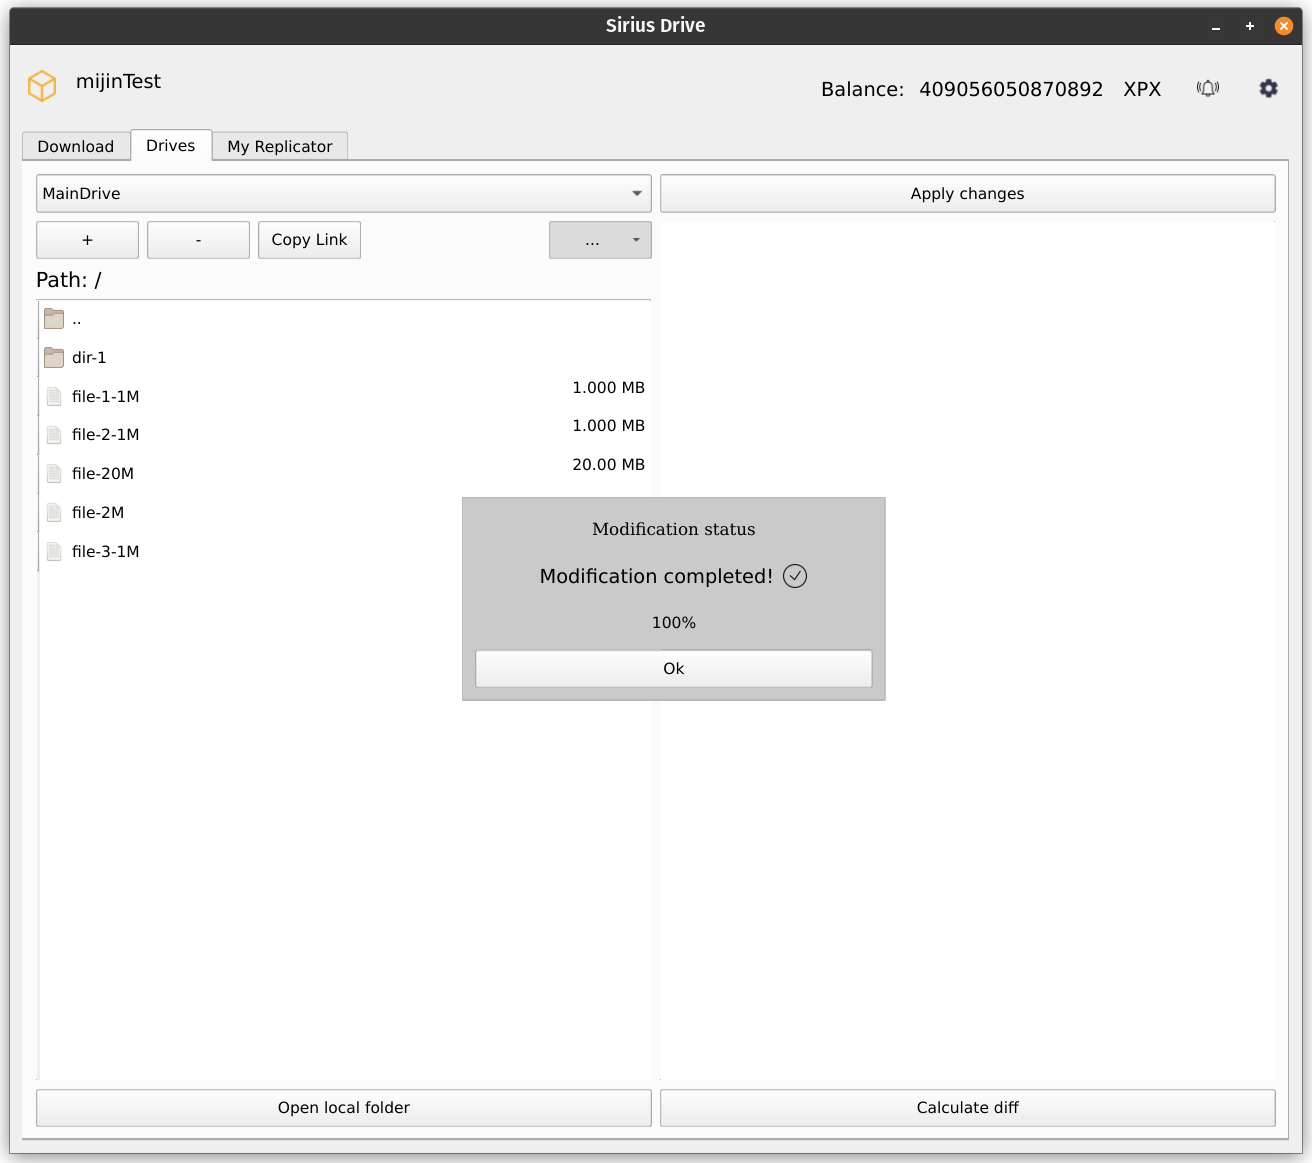 Sirius Drive
mijinTest
Balance: 409056050870892 XPX
Download Drives My Replicator
MainDrive Apply changes
+ - Copy Link ...
Path: /
..
dir-1
file-1-1M 1.000 MB
file-2-1M 1.000 MB
file-20M 20.00 MB
file-2M
file-3-1M
Modification status
Modification completed!
100%
Ok
Open local folder Calculate diff